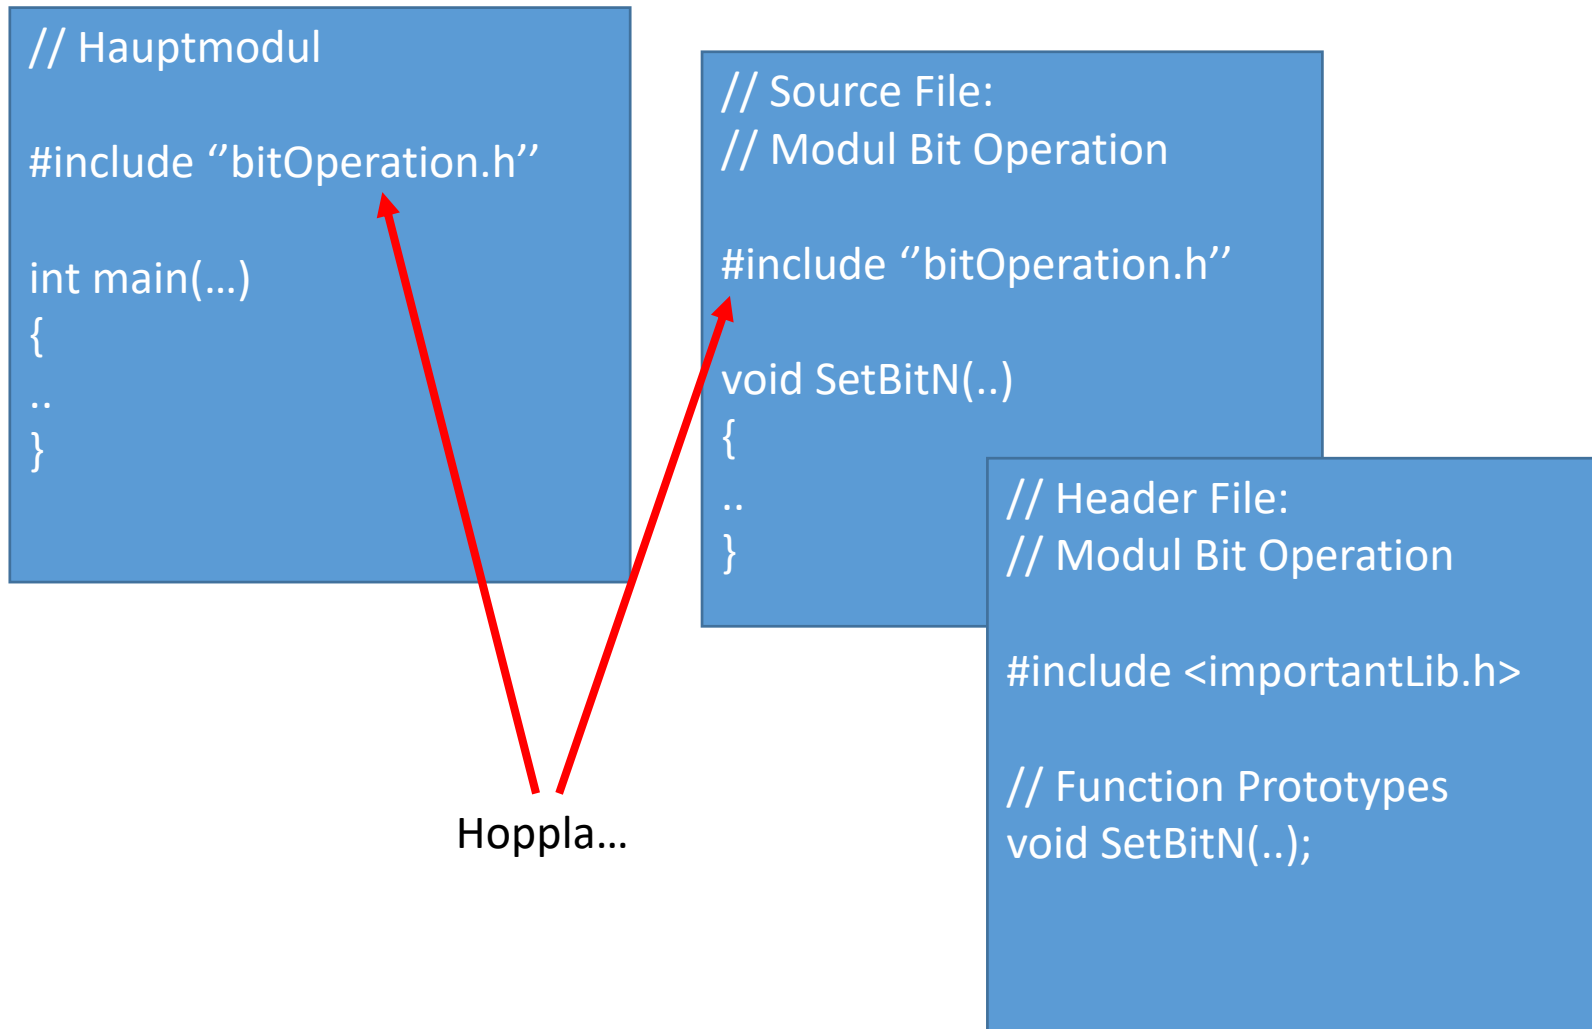 // Hauptmodul
#include ‘’bitOperation.h’’
int main(…)
{
..
}
// Source File:
// Modul Bit Operation
#include ‘’bitOperation.h’’
void SetBitN(..)
{
..
}
// Header File:
// Modul Bit Operation
#include <importantLib.h>
// Function Prototypes
void SetBitN(..);
Hoppla…